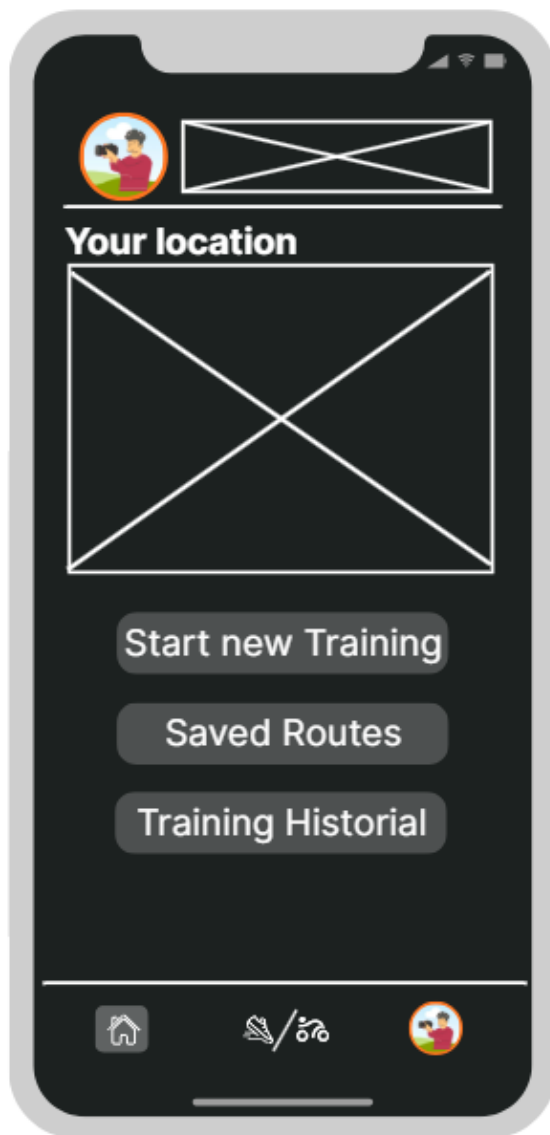 Your location
Start new Training
Saved Routes
Training Historial